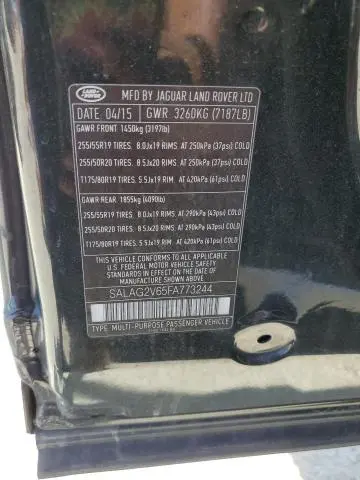 LAND ROVER
MFD BY JAGUAR LAND ROVER LTD
DATE 04/15 GWR 3260KG (7187LB)
GAWR FRONT 1450kg (3197lb)
255/55R19 TIRES. 8.0Jx19 RIMS. AT 250kPa (37psi) COLD
255/50R20 TIRES. 8.5Jx20 RIMS. AT 250kPa (37psi) COLD
T175/80R19 TIRES. 5.5Jx19 RIM. AT 420kPa (61psi) COLD
GAWR REAR 1855kg (4090lb)
255/55R19 TIRES. 8.0Jx19 RIMS. AT 290kPa (43psi) COLD
255/50R20 TIRES. 8.5Jx20 RIMS. AT 290kPa (43psi) COLD
T175/80R19 TIRES. 5.5Jx19 RIM. AT 420kPa (61psi) COLD
THIS VEHICLE CONFORMS TO ALL APPLICABLE
U.S. FEDERAL MOTOR VEHICLE SAFETY
STANDARDS IN EFFECT ON THE DATE OF
MANUFACTURE SHOWN ABOVE.
SALAG2V65FA773244
TYPE: MULTI-PURPOSE PASSENGER VEHICLE